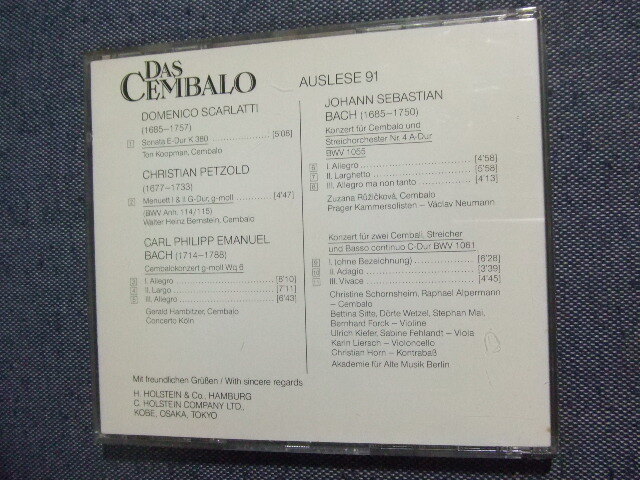 DAS CEMBALO
AUSLESE 91
DOMENICO SCARLATTI
(1685–1757)
1 Sonata E-Dur K 380 [5'06]
Ton Koopman, Cembalo
CHRISTIAN PETZOLD
(1677–1733)
2 Menuett I & II G-Dur, g-moll [4'47]
(BWV Anh. 114/115)
Walter Heinz Bernstein, Cembalo
CARL PHILIPP EMANUEL
BACH (1714–1788)
Cembalokonzert g-moll Wq 6
3 I. Allegro [8'10]
4 II. Largo [7'11]
5 III. Allegro [6'43]
Gerald Hambitzer, Cembalo
Concerto Köln
Mit freundlichen Grüßen / With sincere regards
H. HOLSTEIN & Co., HAMBURG
C. HOLSTEIN COMPANY LTD.,
KOBE, OSAKA, TOKYO
JOHANN SEBASTIAN
BACH (1685–1750)
Konzert für Cembalo und
Streichorchester Nr. 4 A-Dur
BWV 1055
6 I. Allegro [4'58]
7 II. Larghetto [5'58]
8 III. Allegro ma non tanto [4'13]
Zuzana Růžičková, Cembalo
Prager Kammersolisten – Václav Neumann
Konzert für zwei Cembali, Streicher
und Basso continuo C-Dur BWV 1061
9 I. (ohne Bezeichnung) [6'28]
10 II. Adagio [3'39]
11 III. Vivace [4'45]
Christine Schornsheim, Raphael Alpermann
– Cembalo
Bettina Sitte, Dörte Wetzel, Stephan Mai,
Bernhard Forck – Violine
Ulrich Kiefer, Sabine Fehlandt – Viola
Karin Liersch – Violoncello
Christian Horn – Kontrabaß
Akademie für Alte Musik Berlin